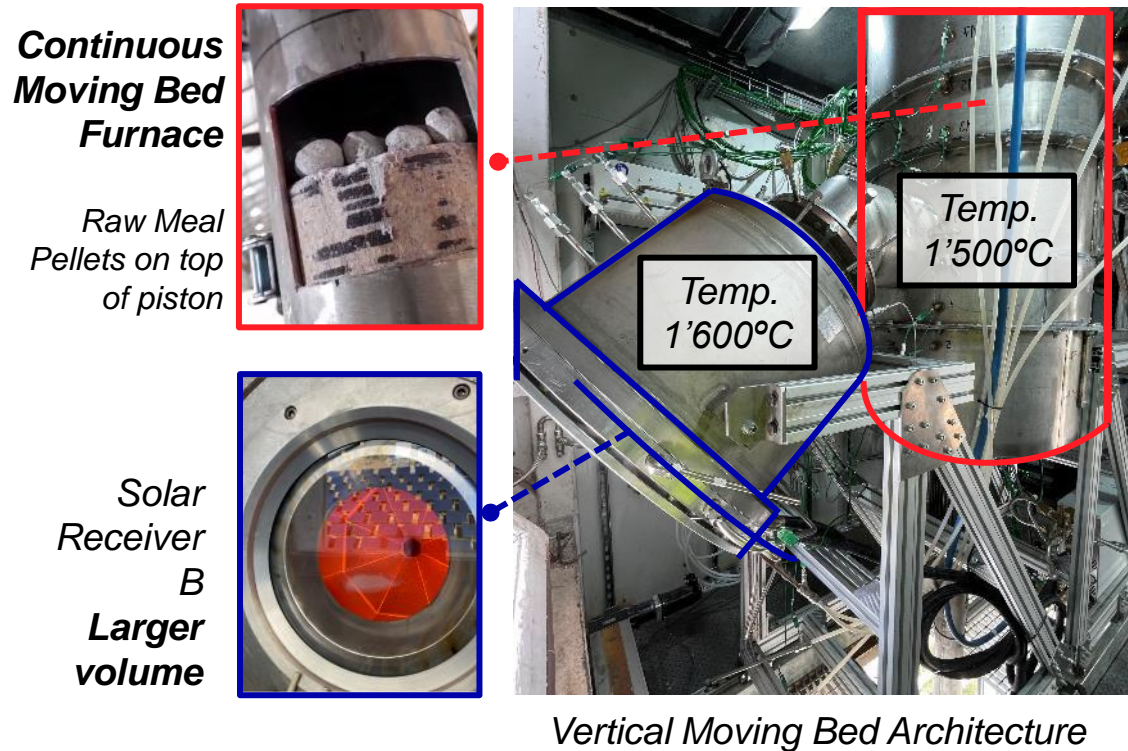 Continuous
Moving Bed
Furnace
Raw Meal
Pellets on top
of piston
Solar
Receiver
B
Larger
volume
Temp.
1'600ºC
Temp.
1'500ºC
Vertical Moving Bed Architecture